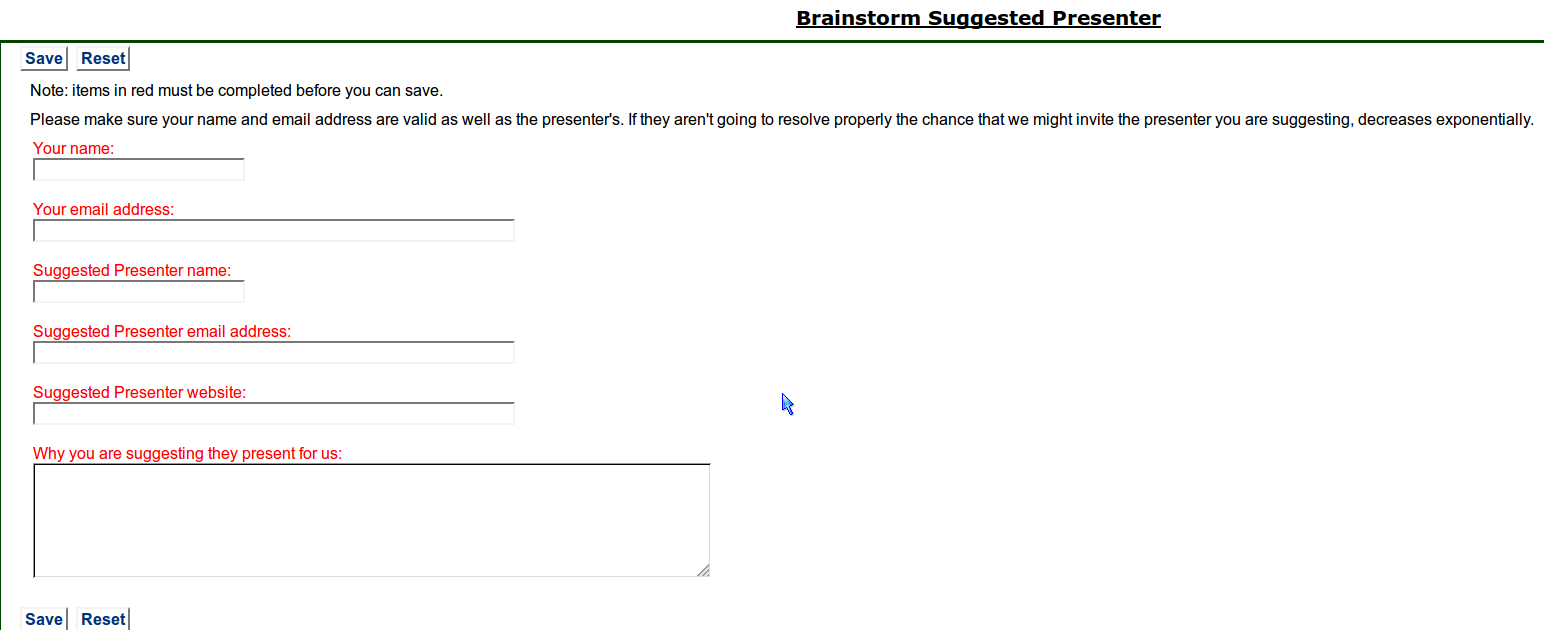 Brainstorm Suggested Presenter
Save Reset
Note: items in red must be completed before you can save.
Please make sure your name and email address are valid as well as the presenter's. If they aren't going to resolve properly the chance that we might invite the presenter you are suggesting, decreases exponentially.
Your name:
Your email address:
Suggested Presenter name:
Suggested Presenter email address:
Suggested Presenter website:
Why you are suggesting they present for us:
Save Reset